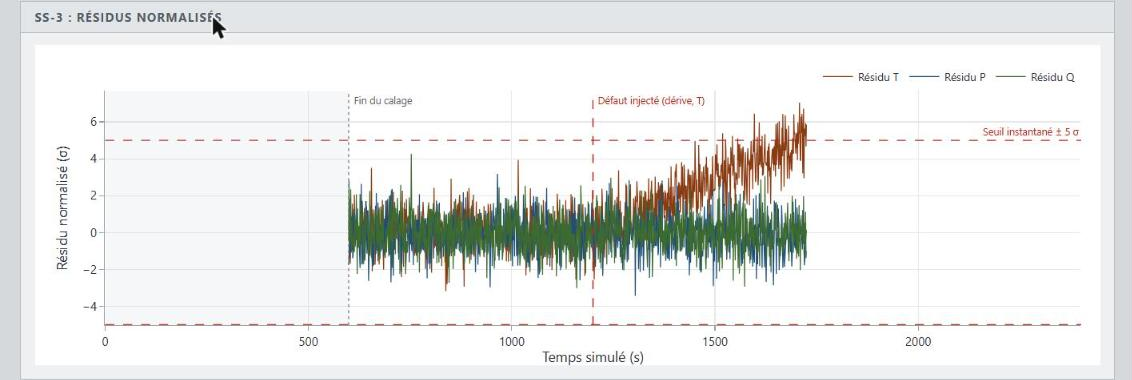 SS-3 : RÉSIDUS NORMALISÉS
Résidu T Résidu P Résidu Q
Fin du calage
Défaut injecté (dérive, T)
Seuil instantané ± 5 σ
Résidu normalisé (σ)
6
4
2
0
−2
−4
0 500 1000 1500 2000
Temps simulé (s)